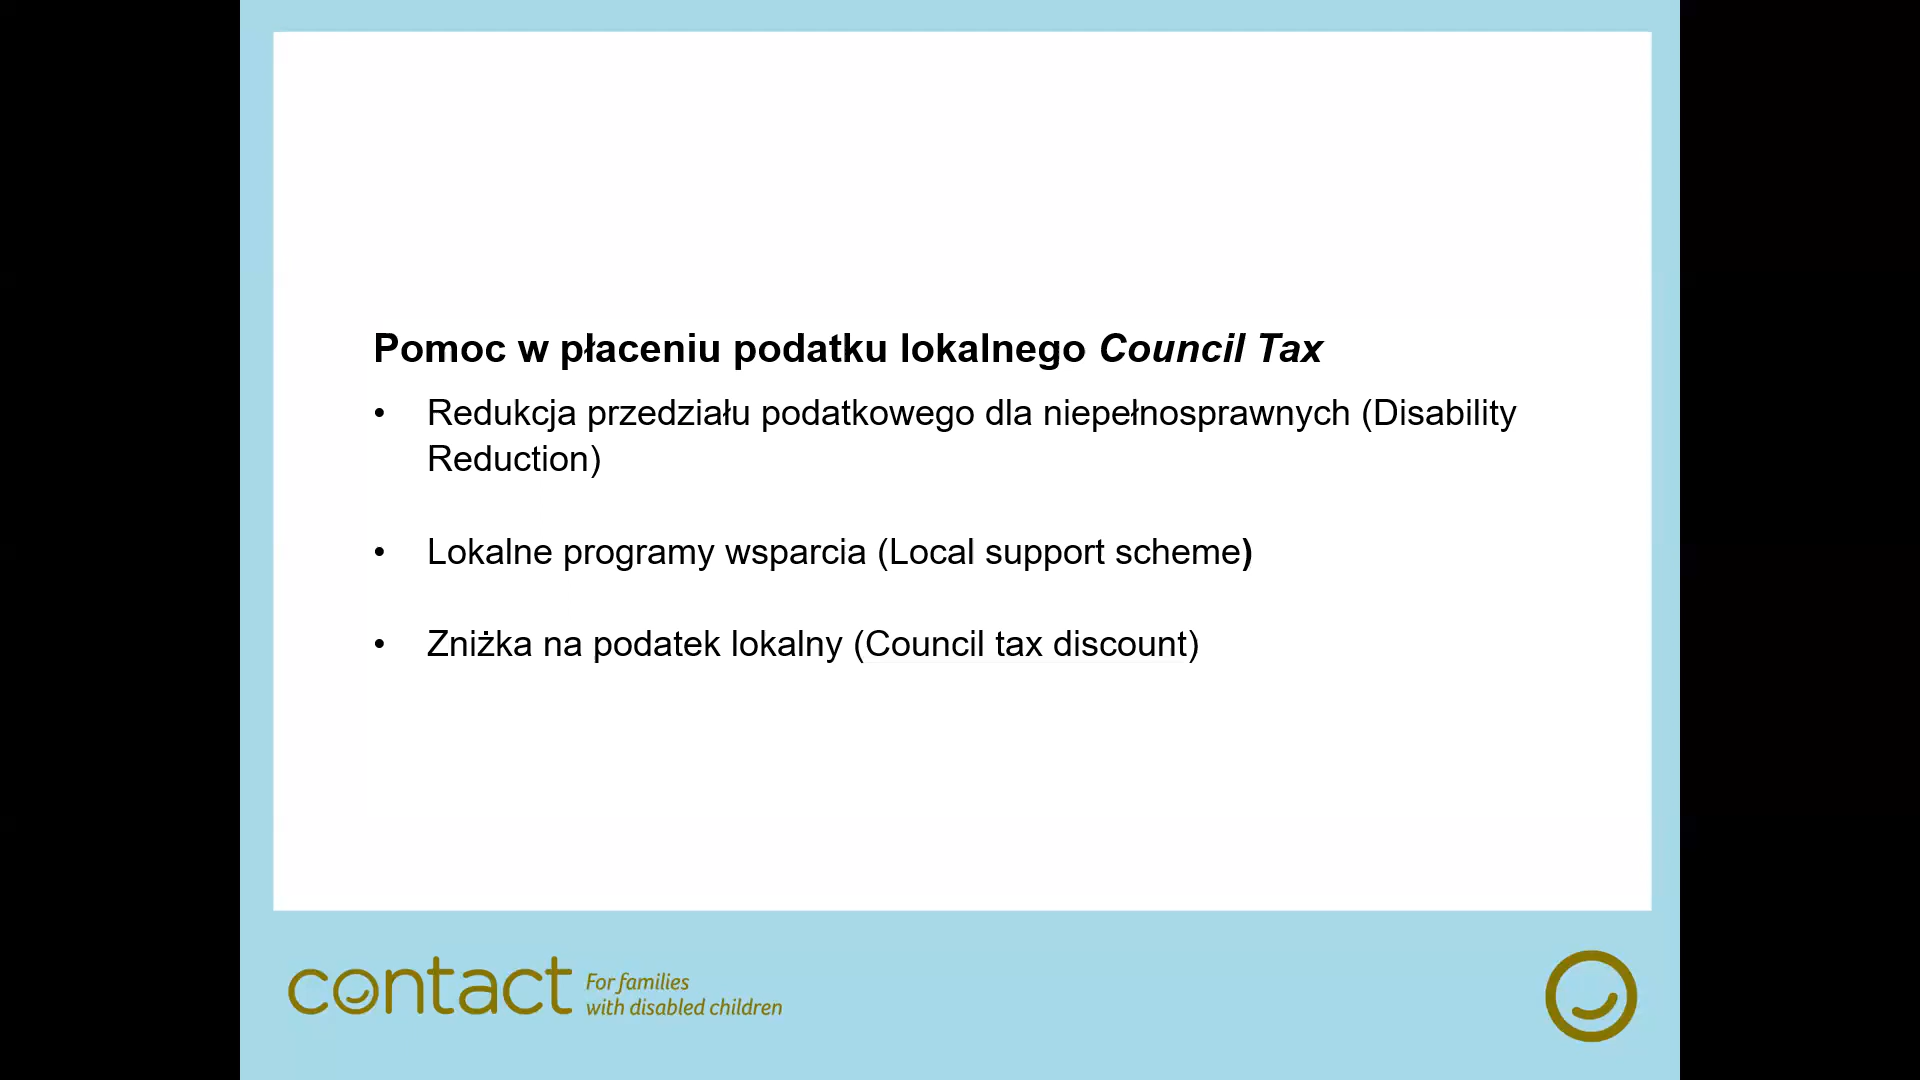 Pomoc w płaceniu podatku lokalnego Council Tax
• Redukcja przedziału podatkowego dla niepełnosprawnych (Disability
Reduction)
• Lokalne programy wsparcia (Local support scheme)
• Zniżka na podatek lokalny (Council tax discount)
contact For families
with disabled children